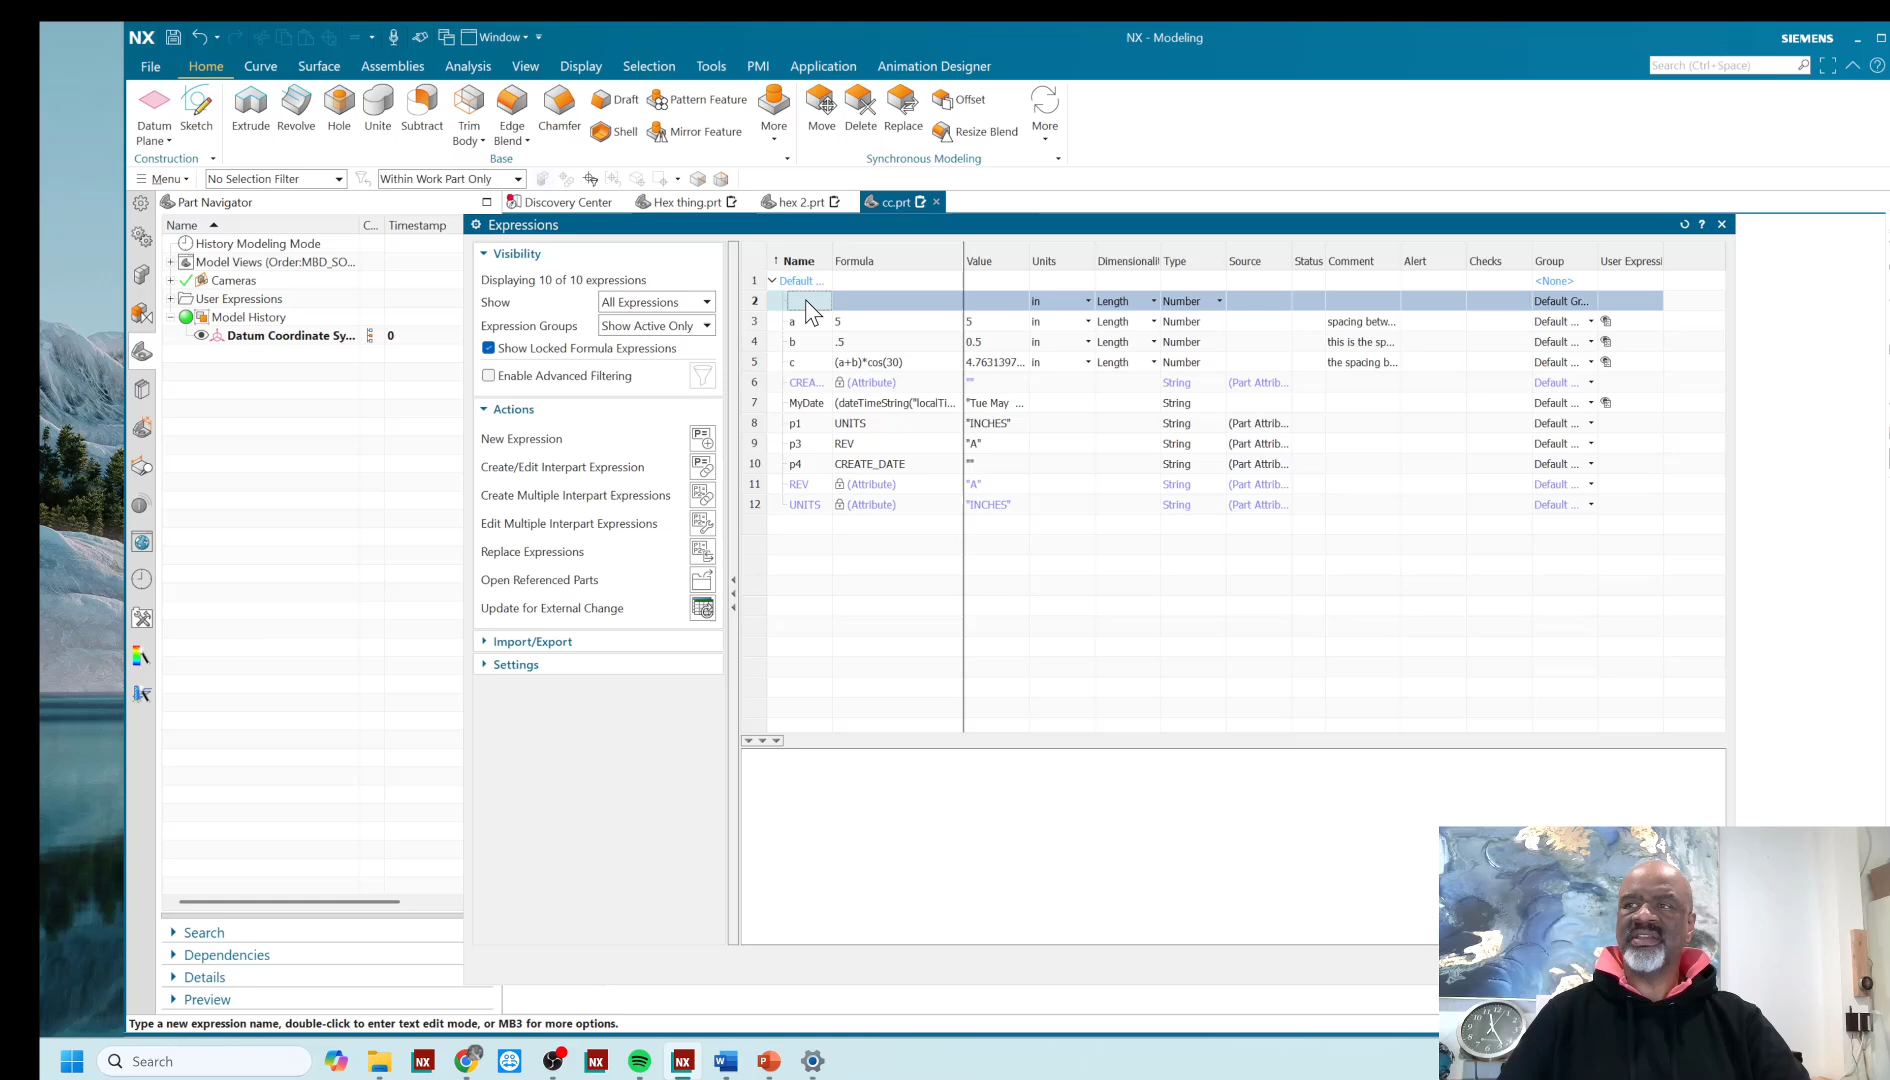 NX Window NX - Modeling SIEMENS
File Home Curve Surface Assemblies Analysis View Display Selection Tools PMI Application Animation Designer Search (Ctrl+Space)
Datum Plane Sketch Extrude Revolve Hole Unite Subtract Trim Body Edge Blend Chamfer Draft Shell Pattern Feature Mirror Feature More Move Delete Replace Offset Resize Blend More
Construction Base Synchronous Modeling
Menu No Selection Filter Within Work Part Only
Part Navigator Discovery Center Hex thing.prt hex 2.prt cc.prt
Name C... Timestamp
History Modeling Mode
Model Views (Order:MBD_SO...
Cameras
User Expressions
Model History
Datum Coordinate Sy... 0
Search
Dependencies
Details
Preview
Expressions
Visibility
Displaying 10 of 10 expressions
Show All Expressions
Expression Groups Show Active Only
Show Locked Formula Expressions
Enable Advanced Filtering
Actions
New Expression
Create/Edit Interpart Expression
Create Multiple Interpart Expressions
Edit Multiple Interpart Expressions
Replace Expressions
Open Referenced Parts
Update for External Change
Import/Export
Settings
Name Formula Value Units Dimensionalit Type Source Status Comment Alert Checks Group User Expressi
1 Default ... <None>
2 in Length Number Default Gr...
3 a 5 5 in Length Number spacing betw... Default ...
4 b .5 0.5 in Length Number this is the sp... Default ...
5 c (a+b)*cos(30) 4.7631397... in Length Number the spacing b... Default ...
6 CREA... (Attribute) "" String (Part Attrib... Default ...
7 MyDate (dateTimeString("localTi... "Tue May ... String Default ...
8 p1 UNITS "INCHES" String (Part Attrib... Default ...
9 p3 REV "A" String (Part Attrib... Default ...
10 p4 CREATE_DATE "" String (Part Attrib... Default ...
11 REV (Attribute) "A" String (Part Attrib... Default ...
12 UNITS (Attribute) "INCHES" String (Part Attrib... Default ...
Type a new expression name, double-click to enter text edit mode, or MB3 for more options.
Search